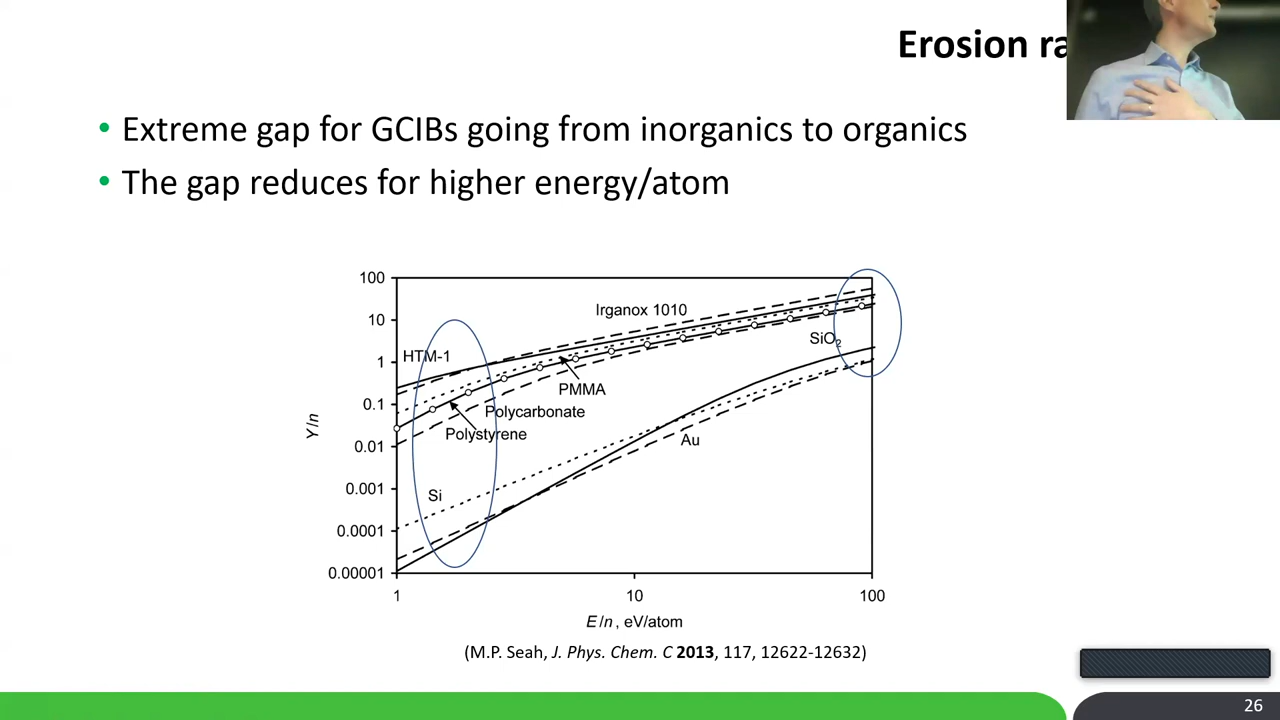 Erosion ra
• Extreme gap for GCIBs going from inorganics to organics
• The gap reduces for higher energy/atom
100
10
1
0.1
0.01
0.001
0.0001
0.00001
Y/n
Irganox 1010
SiO2
HTM-1
PMMA
Polycarbonate
Polystyrene
Au
Si
1
10
100
E/n , eV/atom
(M.P. Seah, J. Phys. Chem. C 2013, 117, 12622-12632)
26